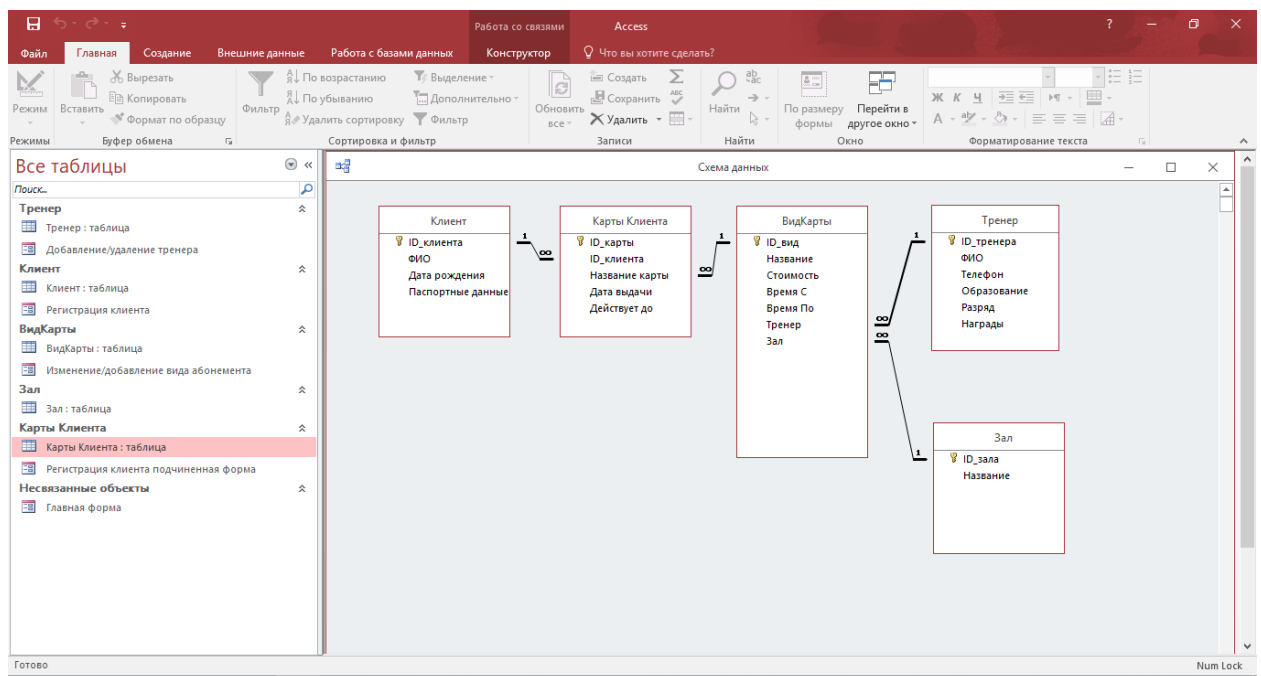 Работа со связями Access ?
Файл Главная Создание Внешние данные Работа с базами данных Конструктор Что вы хотите сделать?
Режим
Вставить
Вырезать
Копировать
Формат по образцу
Фильтр
По возрастанию
По убыванию
Удалить сортировку
Выделение
Дополнительно
Фильтр
Обновить
все
Создать
Сохранить
Удалить
Найти
По размеру
формы
Перейти в
другое окно
Ж К Ч
А
Режимы Буфер обмена Сортировка и фильтр Записи Найти Окно Форматирование текста
Все таблицы
Поиск...
Тренер
Тренер : таблица
Добавление/удаление тренера
Клиент
Клиент : таблица
Регистрация клиента
ВидКарты
ВидКарты : таблица
Изменение/добавление вида абонемента
Зал
Зал : таблица
Карты Клиента
Карты Клиента : таблица
Регистрация клиента подчиненная форма
Несвязанные объекты
Главная форма
Схема данных
Клиент
ID_клиента
ФИО
Дата рождения
Паспортные данные
1
∞
Карты Клиента
ID_карты
ID_клиента
Название карты
Дата выдачи
Действует до
1
∞
ВидКарты
ID_вид
Название
Стоимость
Время С
Время По
Тренер
Зал
1
∞
∞
1
Тренер
ID_тренера
ФИО
Телефон
Образование
Разряд
Награды
Зал
ID_зала
Название
Готово Num Lock